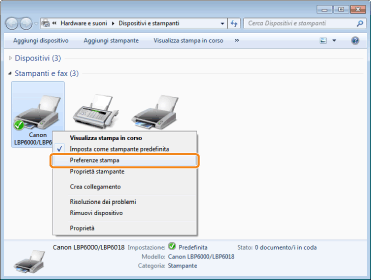 Hardware e suoni ▸ Dispositivi e stampanti
Cerca Dispositivi e stampanti
Aggiungi dispositivo Aggiungi stampante Visualizza stampa in corso »
Dispositivi (3)
Stampanti e fax (3)
Canon
LBP6000/LBP6
Visualizza stampa in corso
Imposta come stampante predefinita
Preferenze stampa
Proprietà stampante
Crea collegamento
Risoluzione dei problemi
Rimuovi dispositivo
Proprietà
Canon LBP6000/LBP6018 Impostazione: Predefinita Stato: 0 documento/i in coda
Modello: Canon LBP6000/LBP6018
Categoria: Stampante